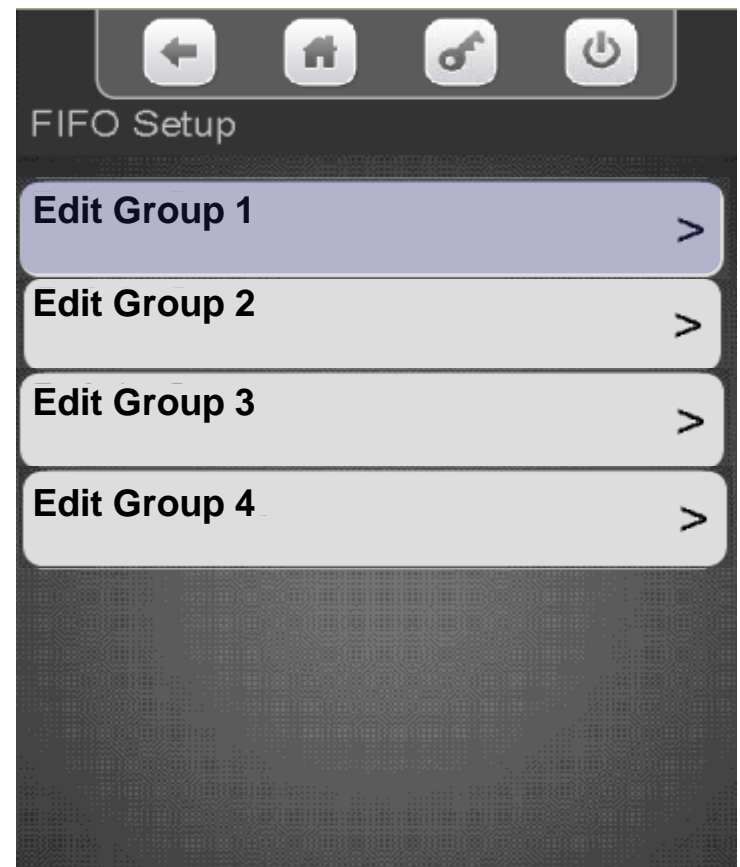 FIFO Setup
Edit Group 1
>
Edit Group 2
>
Edit Group 3
>
Edit Group 4
>